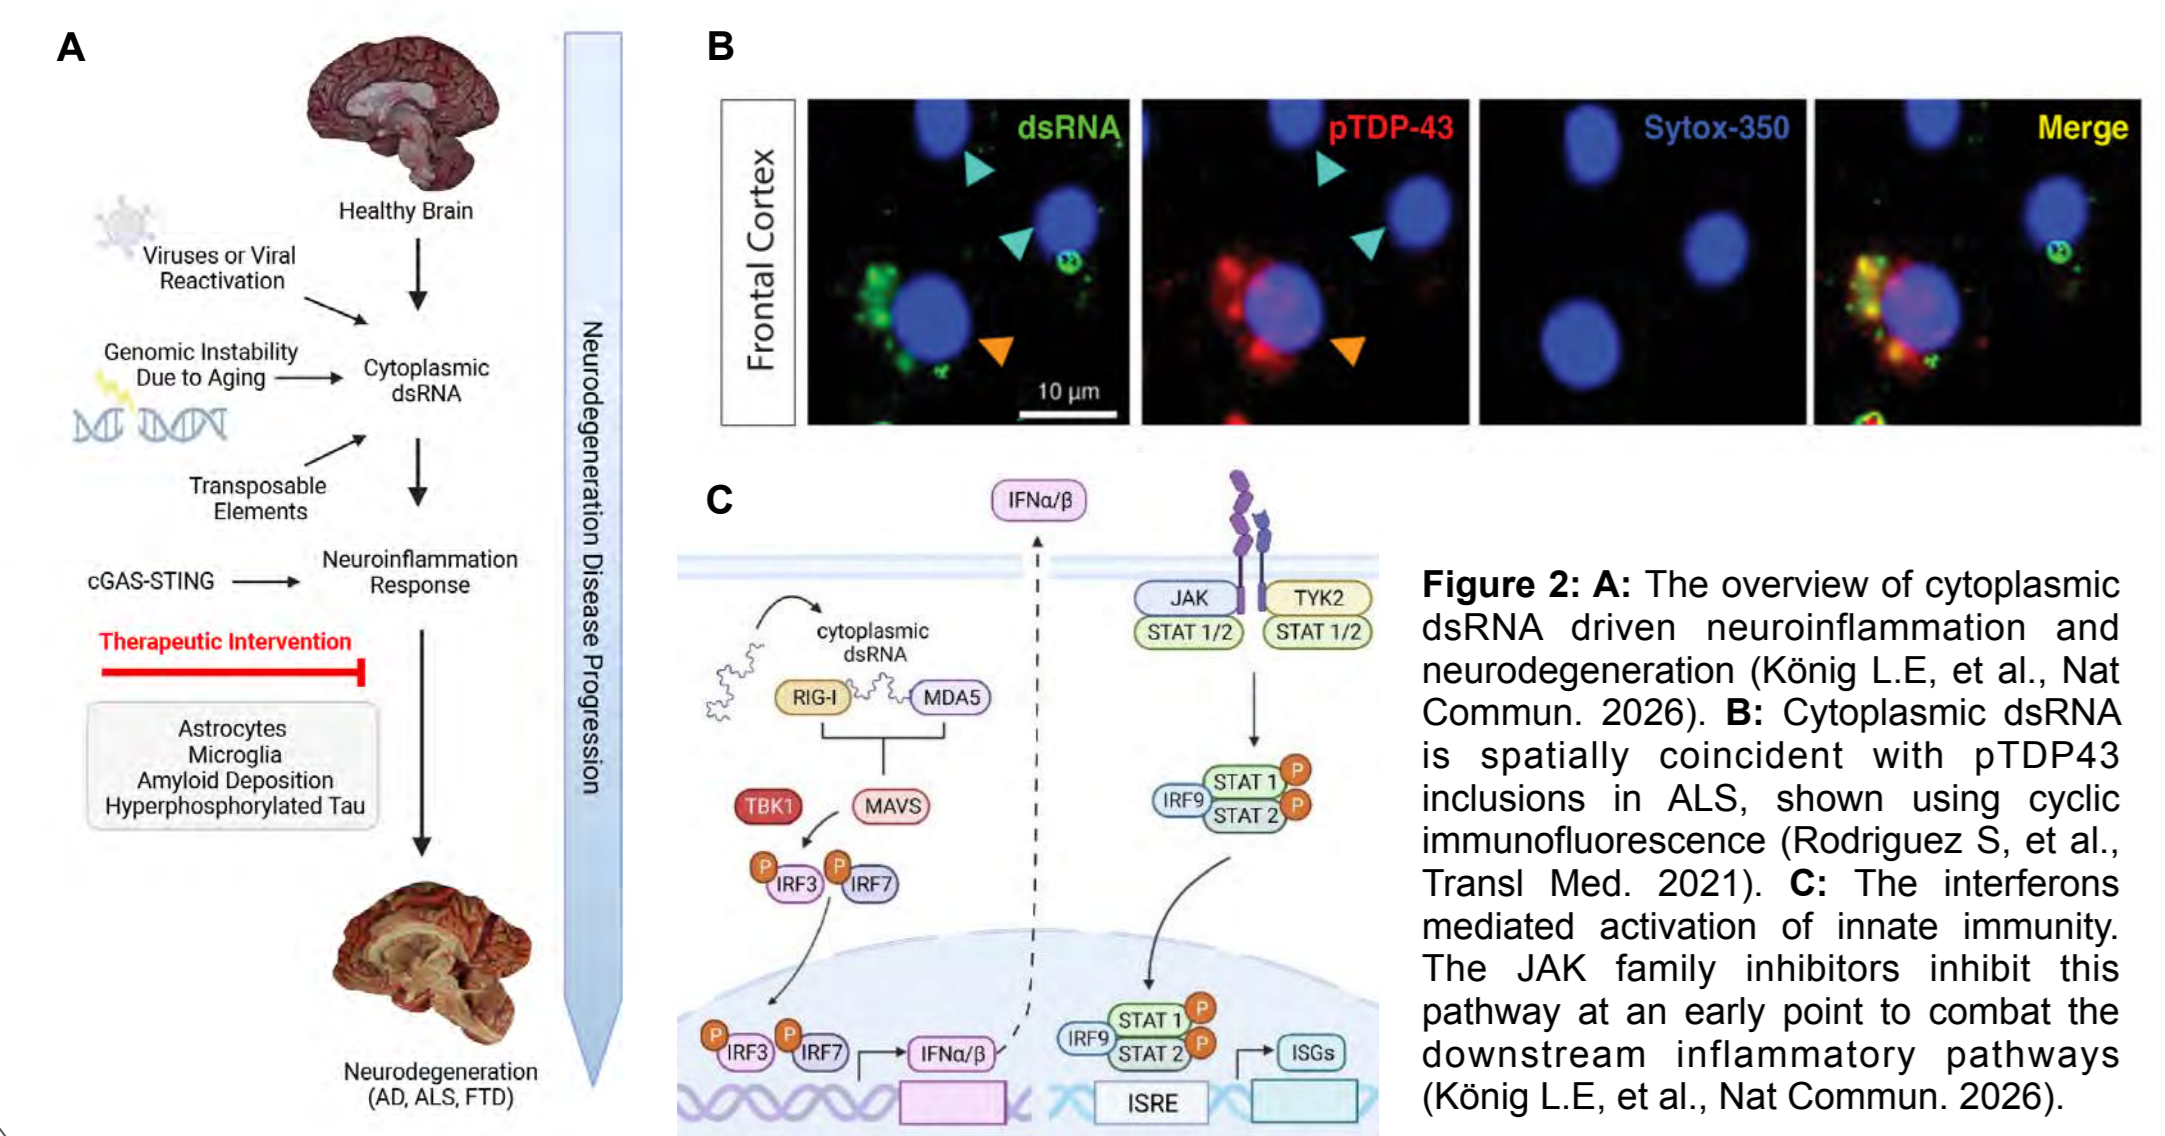 A
Healthy Brain
Viruses or Viral
Reactivation
Genomic Instability
Due to Aging
Cytoplasmic
dsRNA
Transposable
Elements
cGAS-STING
Neuroinflammation
Response
Therapeutic Intervention
Astrocytes
Microglia
Amyloid Deposition
Hyperphosphorylated Tau
Neurodegeneration
(AD, ALS, FTD)
Neurodegeneration Disease Progression
B
Frontal Cortex
dsRNA
10 µm
pTDP-43
Sytox-350
Merge
C
IFNα/β
cytoplasmic
dsRNA
RIG-I
MDA5
TBK1
MAVS
P
IRF3
P
IRF7
P
IRF3
P
IRF7
IFNα/β
JAK
TYK2
STAT 1/2
STAT 1/2
IRF9
STAT 1
P
STAT 2
P
IRF9
STAT 1
P
STAT 2
P
ISGs
ISRE
Figure 2: A: The overview of cytoplasmic
dsRNA driven neuroinflammation and
neurodegeneration (König L.E, et al., Nat
Commun. 2026). B: Cytoplasmic dsRNA
is spatially coincident with pTDP43
inclusions in ALS, shown using cyclic
immunofluorescence (Rodriguez S, et al.,
Transl Med. 2021). C: The interferons
mediated activation of innate immunity.
The JAK family inhibitors inhibit this
pathway at an early point to combat the
downstream inflammatory pathways
(König L.E, et al., Nat Commun. 2026).